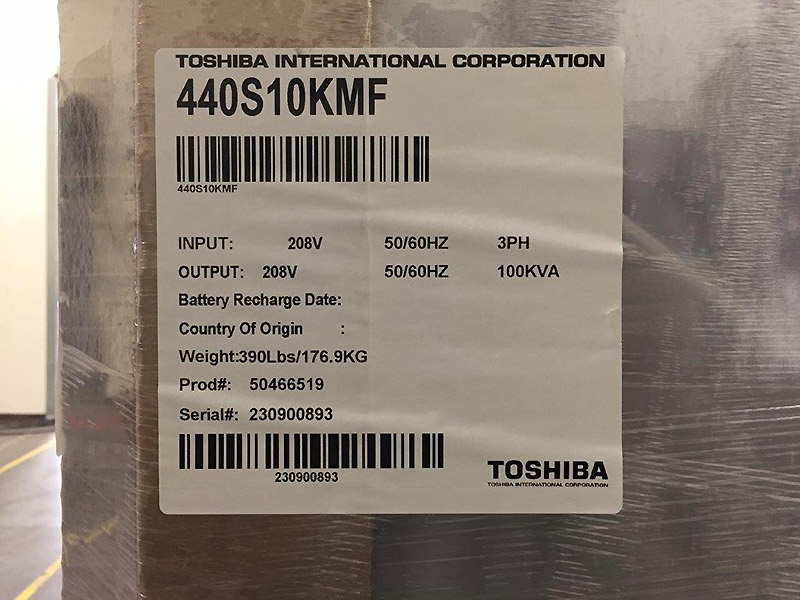 TOSHIBA INTERNATIONAL CORPORATION
440S10KMF
440S10KMF
INPUT: 208V 50/60HZ 3PH
OUTPUT: 208V 50/60HZ 100KVA
Battery Recharge Date:
Country Of Origin :
Weight:390Lbs/176.9KG
Prod#: 50466519
Serial#: 230900893
230900893
TOSHIBA
TOSHIBA INTERNATIONAL CORPORATION